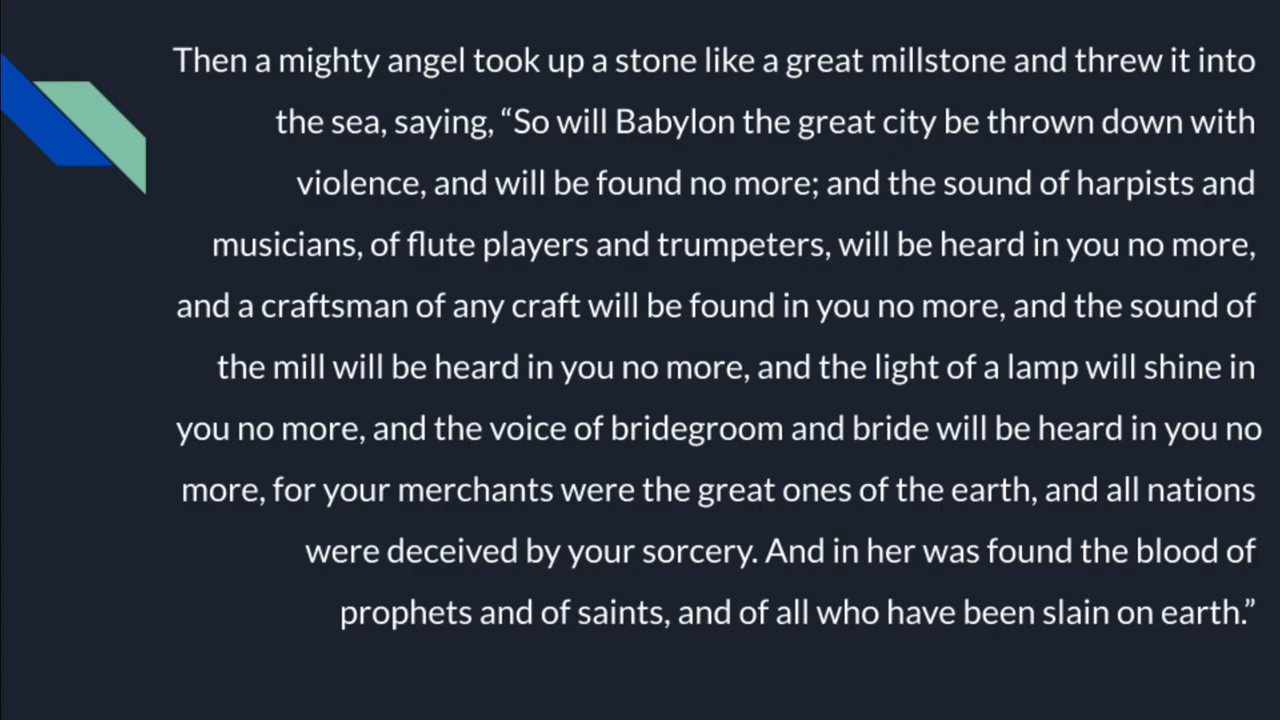 Then a mighty angel took up a stone like a great millstone and threw it into
the sea, saying, “So will Babylon the great city be thrown down with
violence, and will be found no more; and the sound of harpists and
musicians, of flute players and trumpeters, will be heard in you no more,
and a craftsman of any craft will be found in you no more, and the sound of
the mill will be heard in you no more, and the light of a lamp will shine in
you no more, and the voice of bridegroom and bride will be heard in you no
more, for your merchants were the great ones of the earth, and all nations
were deceived by your sorcery. And in her was found the blood of
prophets and of saints, and of all who have been slain on earth.”